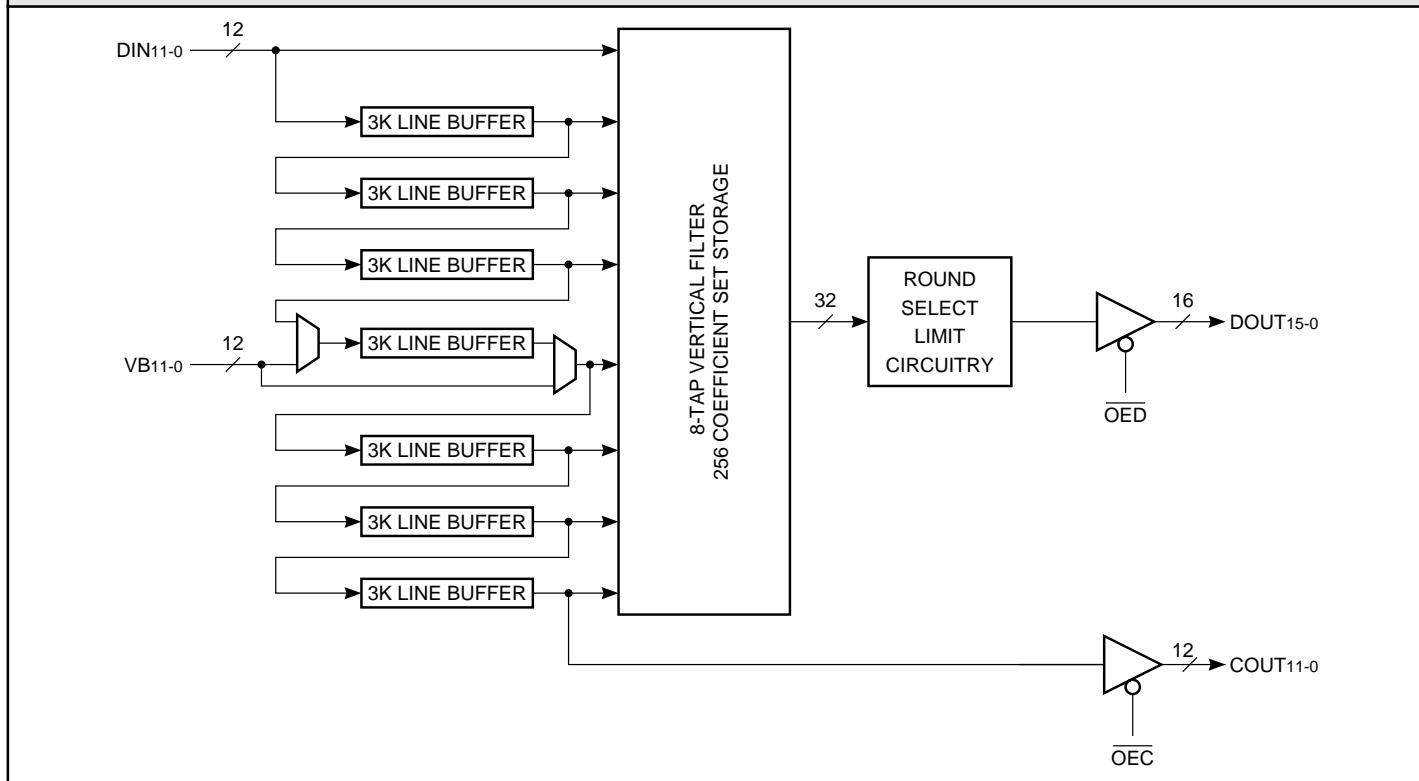 12
DIN11-0
3K LINE BUFFER
3K LINE BUFFER
3K LINE BUFFER
3K LINE BUFFER
12
VB11-0
3K LINE BUFFER
3K LINE BUFFER
3K LINE BUFFER
8-TAP VERTICAL FILTER
256 COEFFICIENT SET STORAGE
32
ROUND
SELECT
LIMIT
CIRCUITRY
16
DOUT15-0
OED
12
COUT11-0
OEC